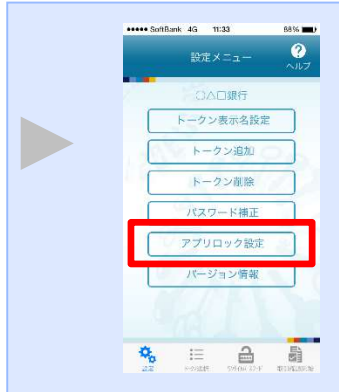 ●●●●● SoftBank 4G 11:33 88%
設定メニュー
?
ヘルプ
○△□銀行
トークン表示名設定
トークン追加
トークン削除
パスワード補正
アプリロック設定
バージョン情報
設定